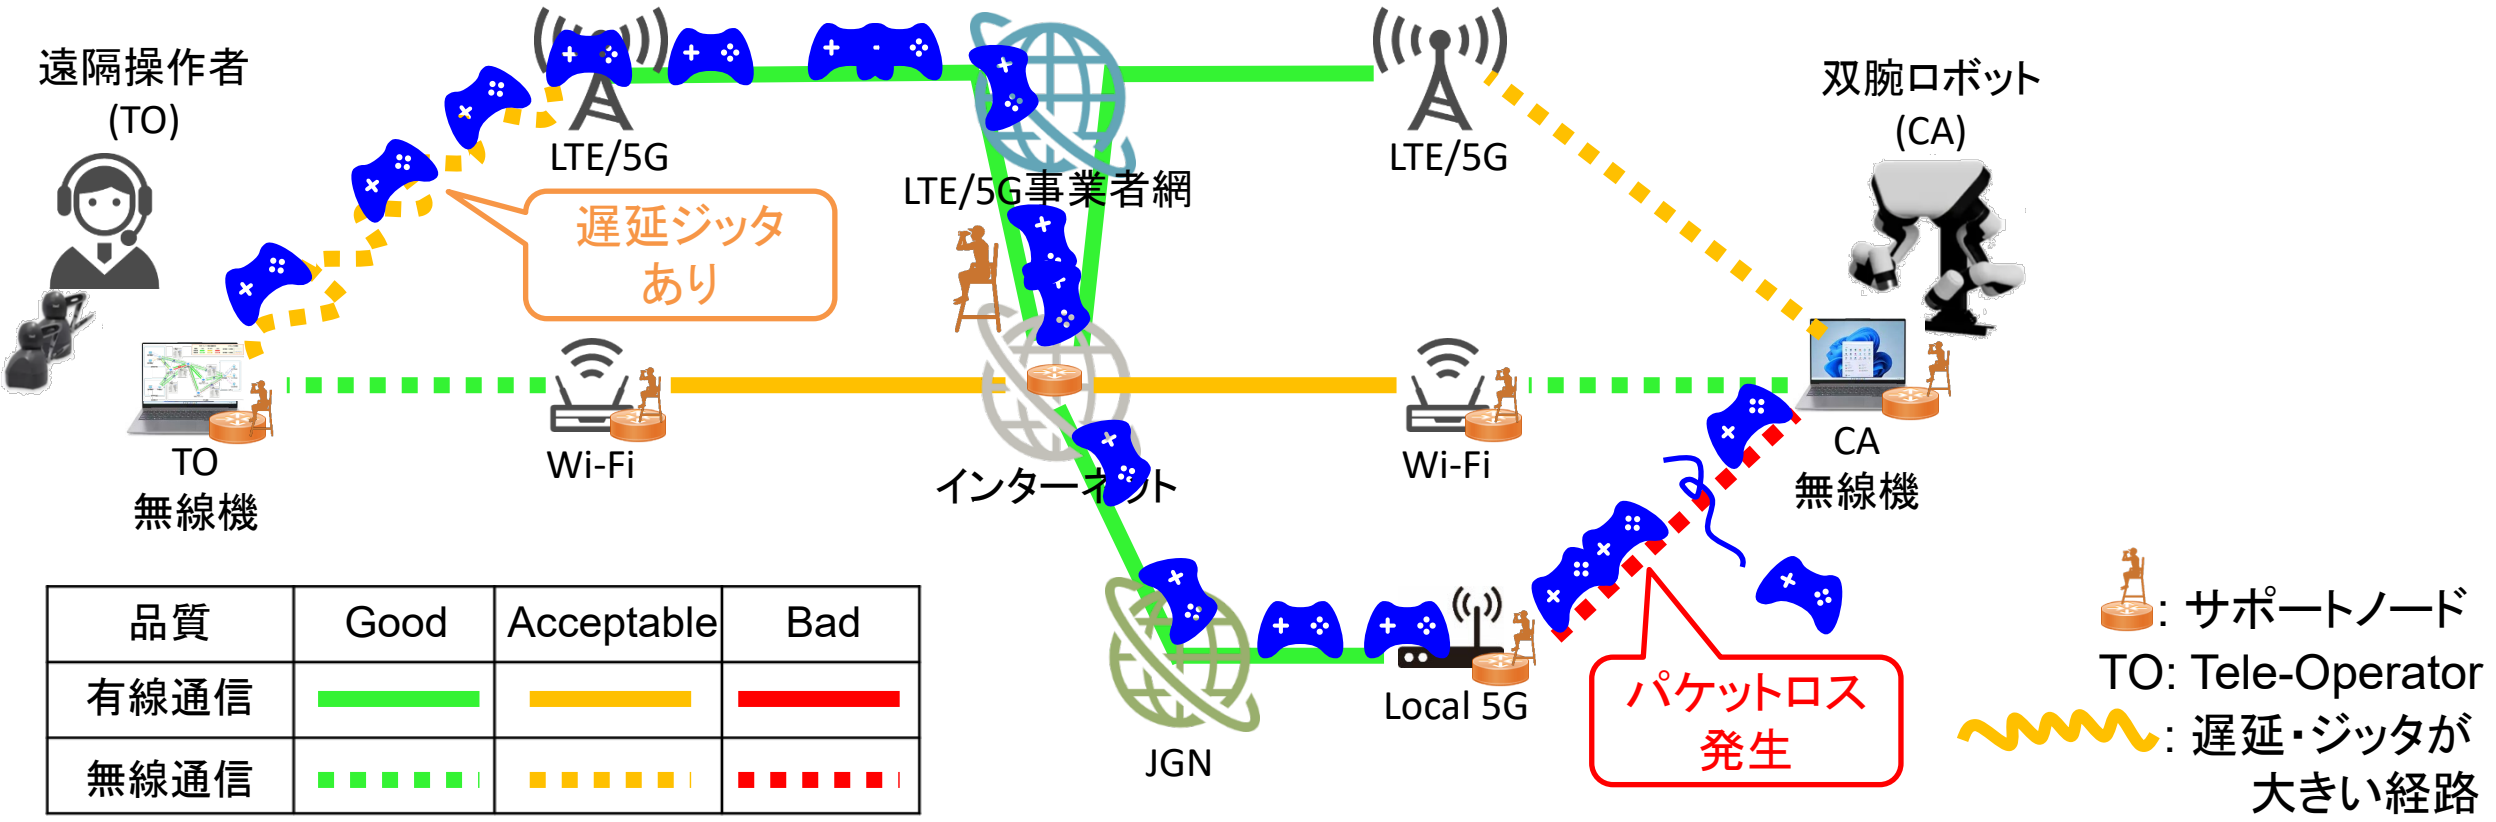 遠隔操作者
(TO)
LTE/5G
LTE/5G事業者網
LTE/5G
双腕ロボット
(CA)
遅延ジッタ
あり
TO
無線機
Wi-Fi
インターネット
Wi-Fi
CA
無線機
品質 Good Acceptable Bad
有線通信
無線通信
JGN
Local 5G
パケットロス
発生
: サポートノード
TO: Tele-Operator
: 遅延・ジッタが
大きい経路